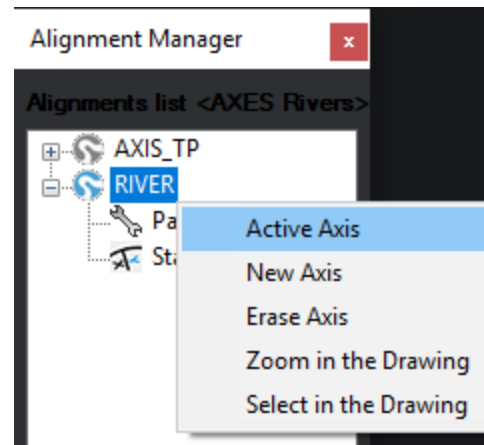 Alignment Manager
x
Alignments list <AXES Rivers>
AXIS_TP
RIVER
Pa
Sta
Active Axis
New Axis
Erase Axis
Zoom in the Drawing
Select in the Drawing